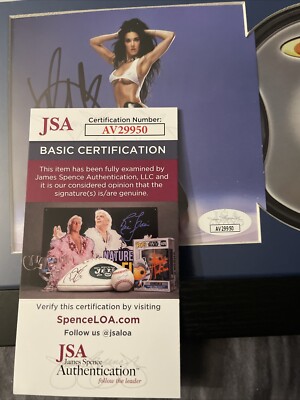 JSA
Certification Number:
AV29950
BASIC CERTIFICATION
This item has been fully examined by
James Spence Authentication, LLC and
it is our considered opinion that the
signature(s) is/are genuine.
NATURE
Verify this certification by visiting
SpenceLOA.com
Follow us @jsaloa
JSA
James Spence
Authentication
follow the leader
AV29950